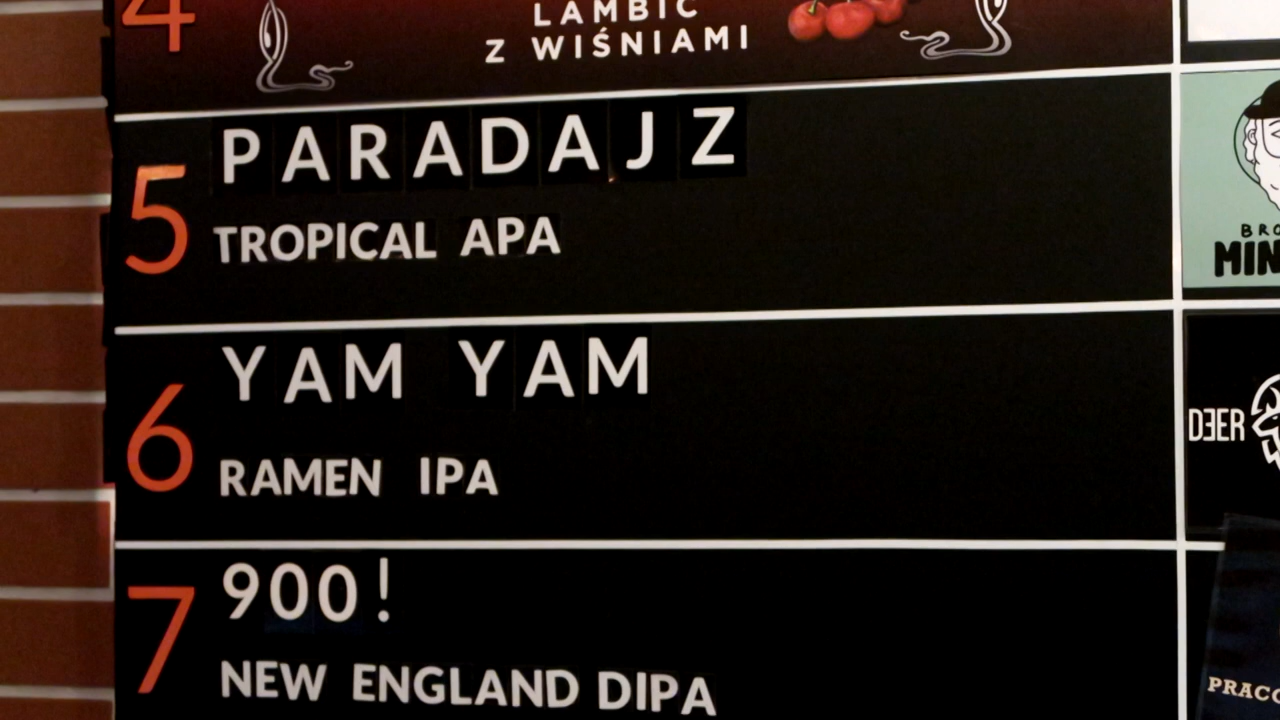 4
LAMBIC
Z WIŚNIAMI
5
PARADAJZ
TROPICAL APA
6
YAM YAM
RAMEN IPA
DEER
7
900!
NEW ENGLAND DIPA